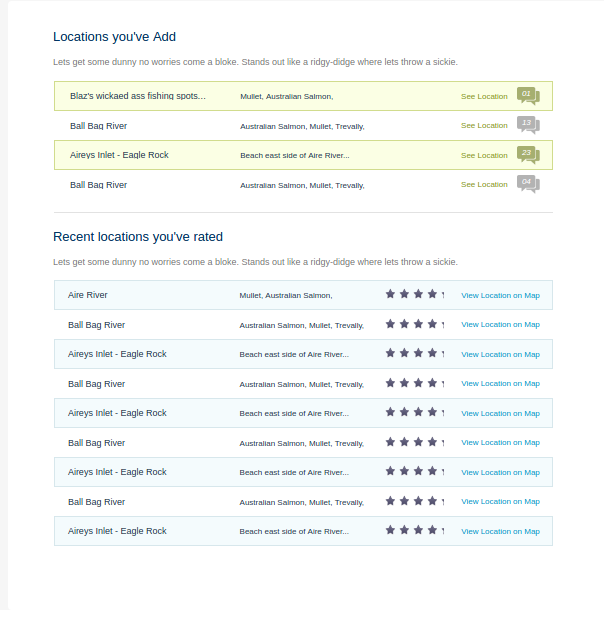 Locations you've Add
Lets get some dunny no worries come a bloke. Stands out like a ridgy-didge where lets throw a sickie.
Blaz's wickaed ass fishing spots... Mullet, Australian Salmon, See Location 01
Ball Bag River Australian Salmon, Mullet, Trevally, See Location 13
Aireys Inlet - Eagle Rock Beach east side of Aire River... See Location 23
Ball Bag River Australian Salmon, Mullet, Trevally, See Location 04
Recent locations you've rated
Lets get some dunny no worries come a bloke. Stands out like a ridgy-didge where lets throw a sickie.
Aire River Mullet, Australian Salmon, View Location on Map
Ball Bag River Australian Salmon, Mullet, Trevally, View Location on Map
Aireys Inlet - Eagle Rock Beach east side of Aire River... View Location on Map
Ball Bag River Australian Salmon, Mullet, Trevally, View Location on Map
Aireys Inlet - Eagle Rock Beach east side of Aire River... View Location on Map
Ball Bag River Australian Salmon, Mullet, Trevally, View Location on Map
Aireys Inlet - Eagle Rock Beach east side of Aire River... View Location on Map
Ball Bag River Australian Salmon, Mullet, Trevally, View Location on Map
Aireys Inlet - Eagle Rock Beach east side of Aire River... View Location on Map